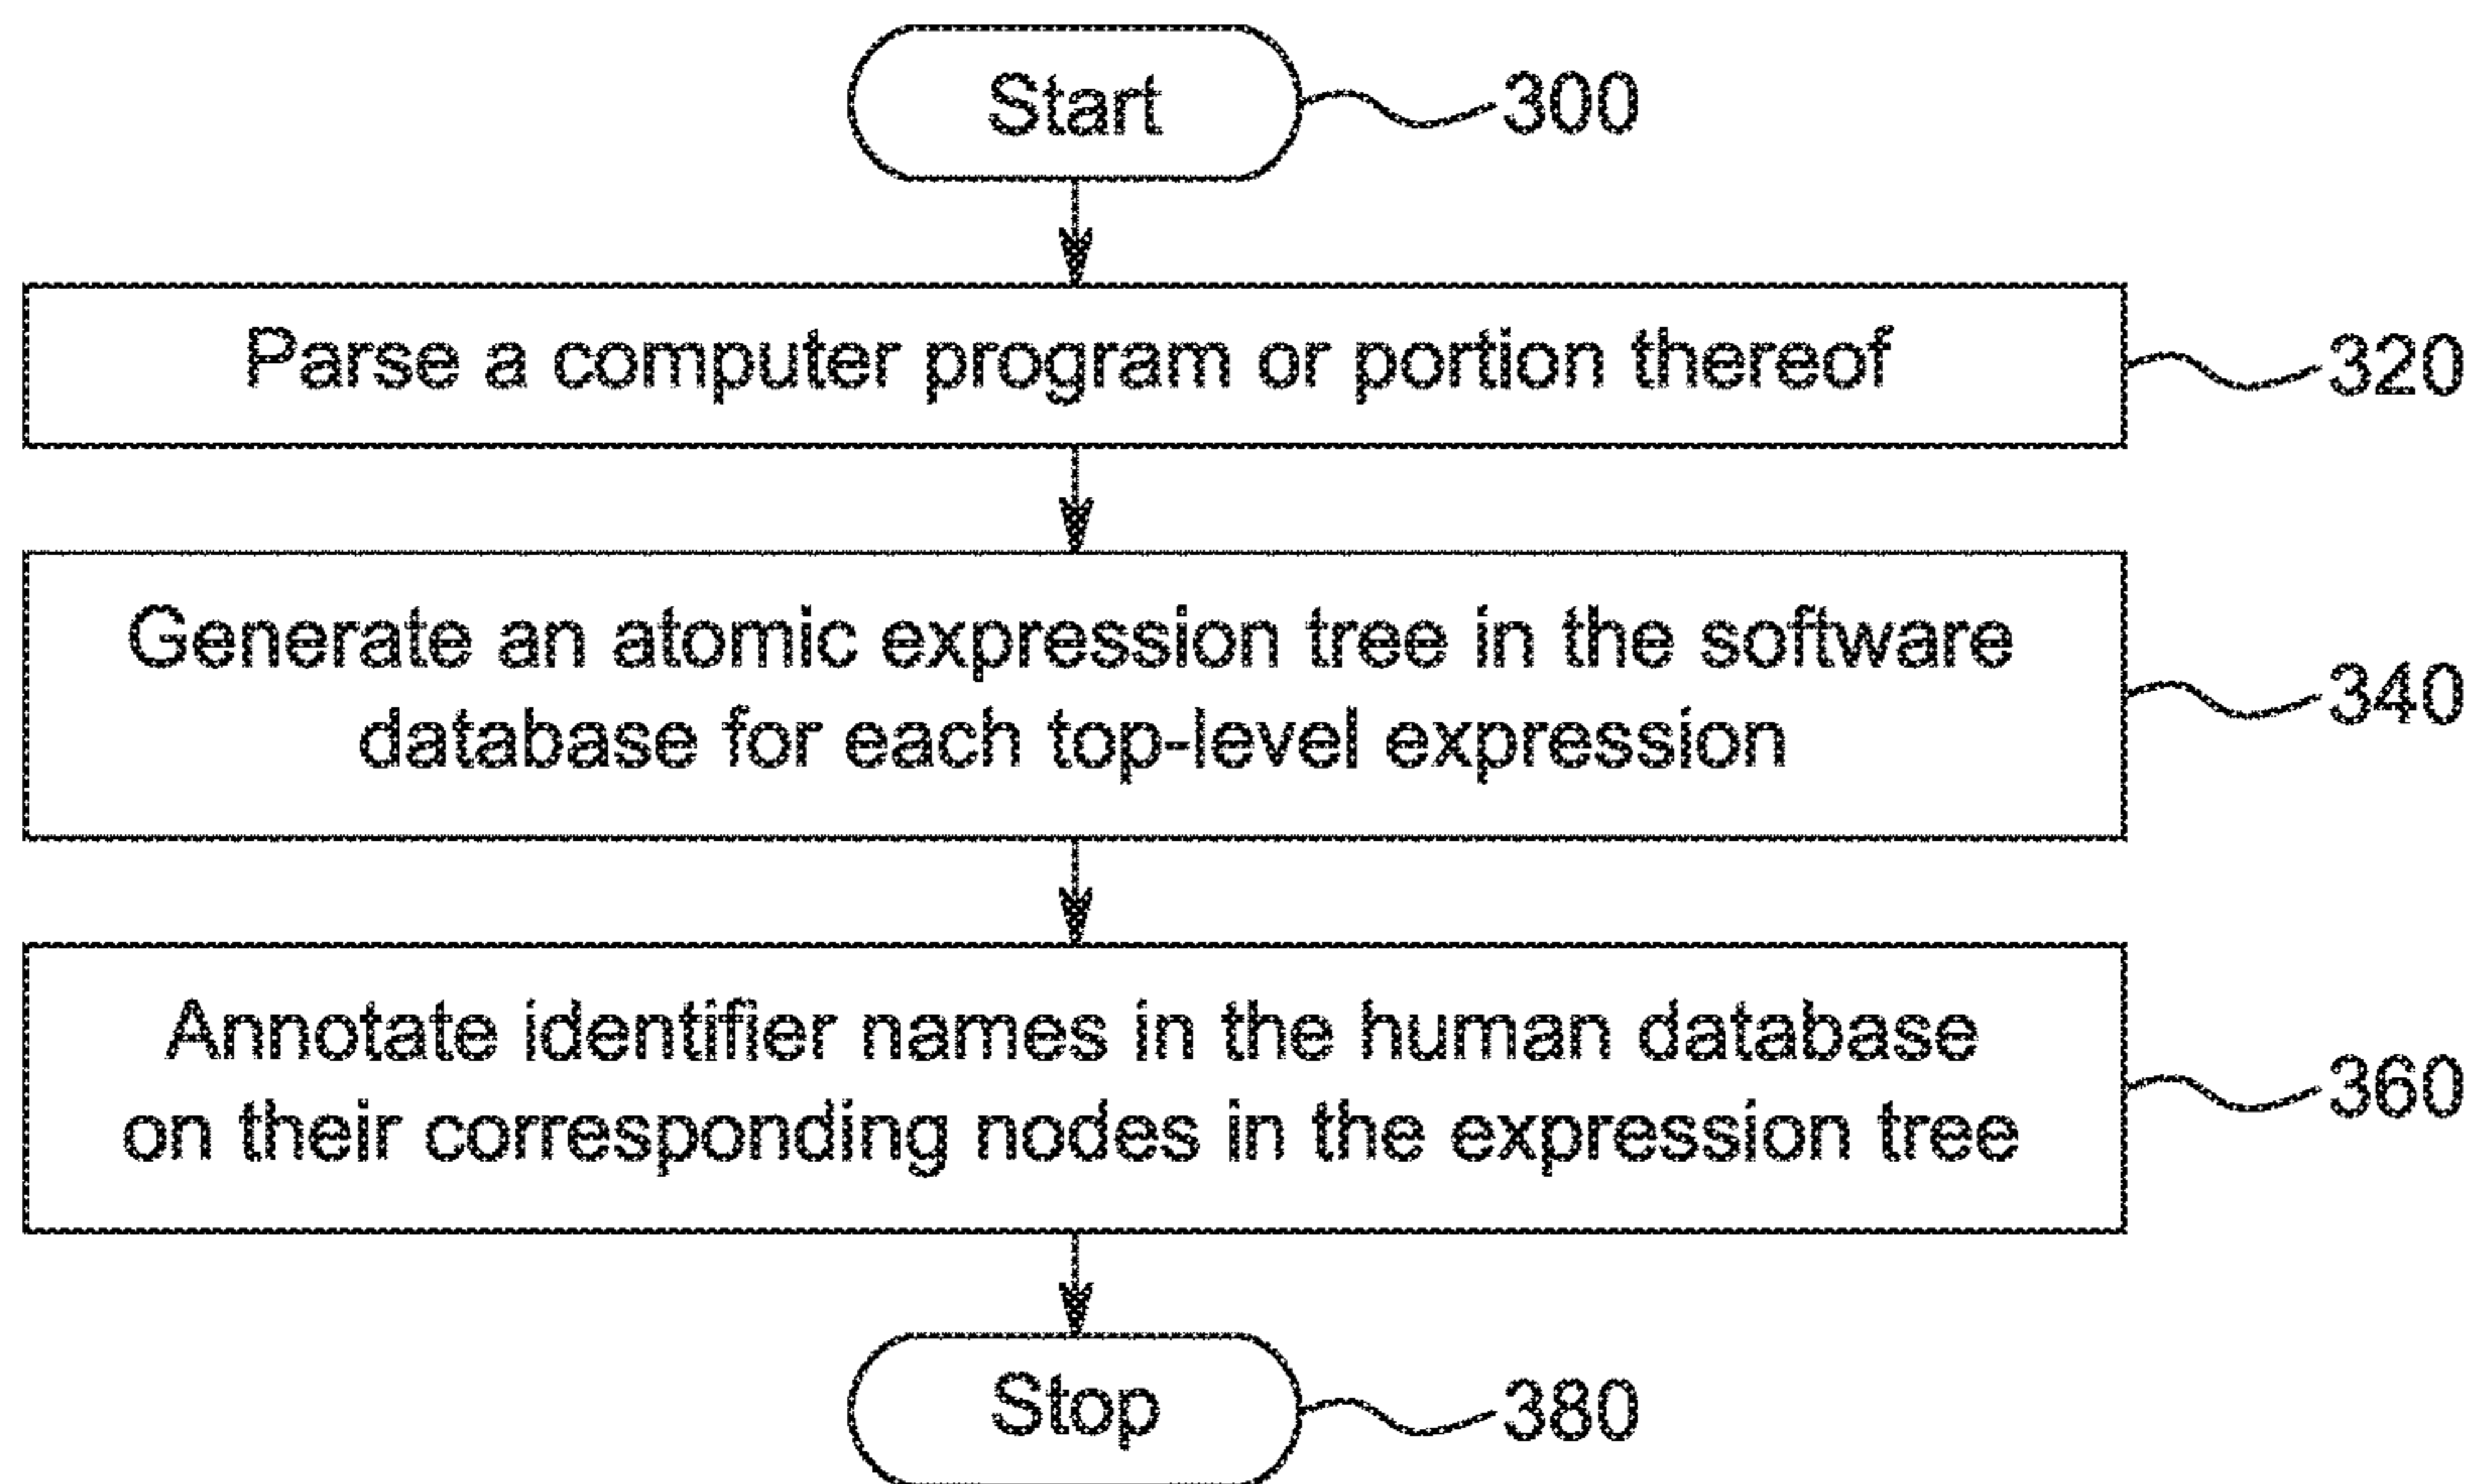 Start 300
Parse a computer program or portion thereof 320
Generate an atomic expression tree in the software
database for each top-level expression 340
Annotate identifier names in the human database
on their corresponding nodes in the expression tree 360
Stop 380